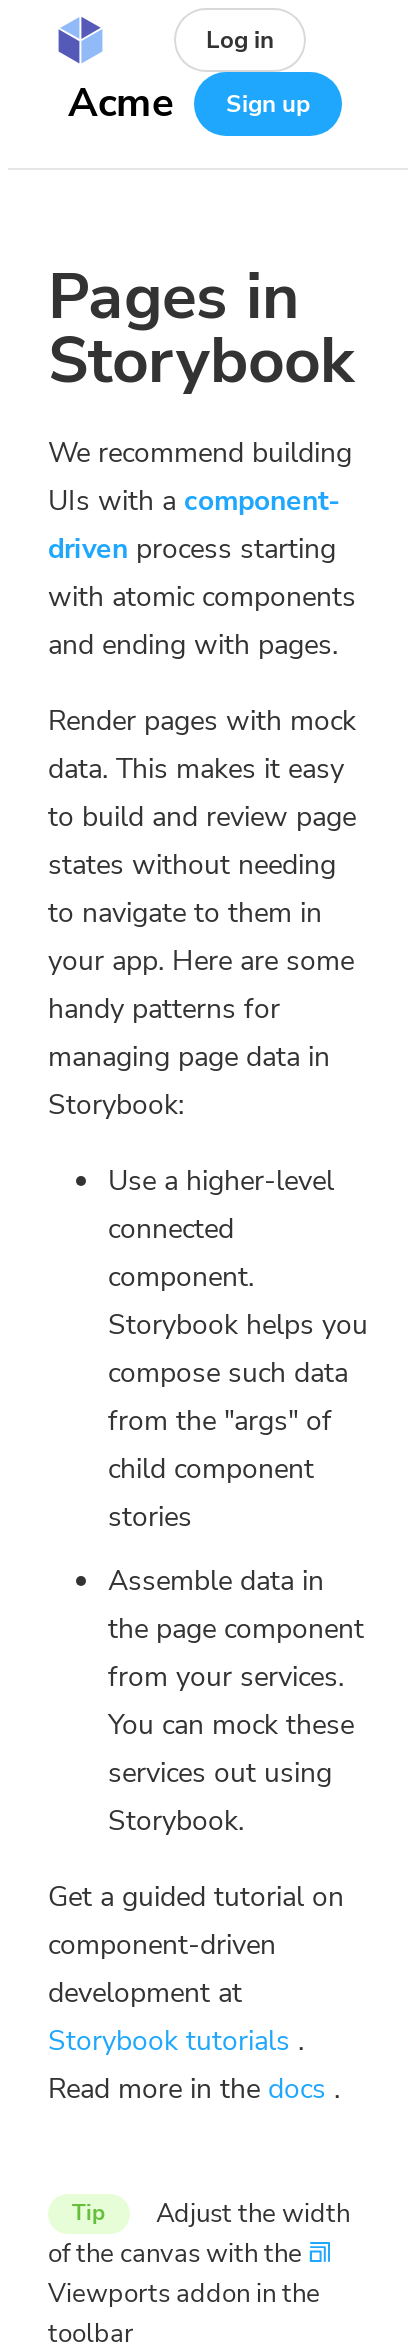 Log in
Acme
Sign up
Pages in
Storybook
We recommend building
UIs with a component-
driven process starting
with atomic components
and ending with pages.
Render pages with mock
data. This makes it easy
to build and review page
states without needing
to navigate to them in
your app. Here are some
handy patterns for
managing page data in
Storybook:
Use a higher-level
connected
component.
Storybook helps you
compose such data
from the "args" of
child component
stories
Assemble data in
the page component
from your services.
You can mock these
services out using
Storybook.
Get a guided tutorial on
component-driven
development at
Storybook tutorials .
Read more in the docs .
Tip Adjust the width
of the canvas with the
Viewports addon in the
toolbar